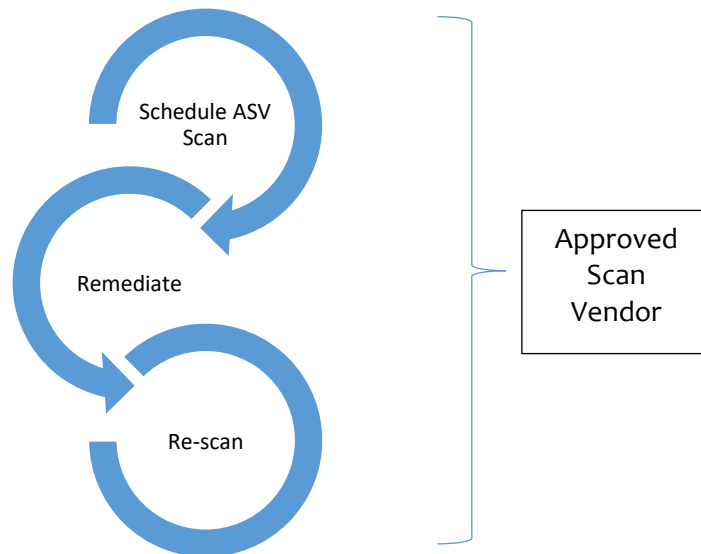 Schedule ASV
Scan
Remediate
Re-scan
Approved
Scan
Vendor